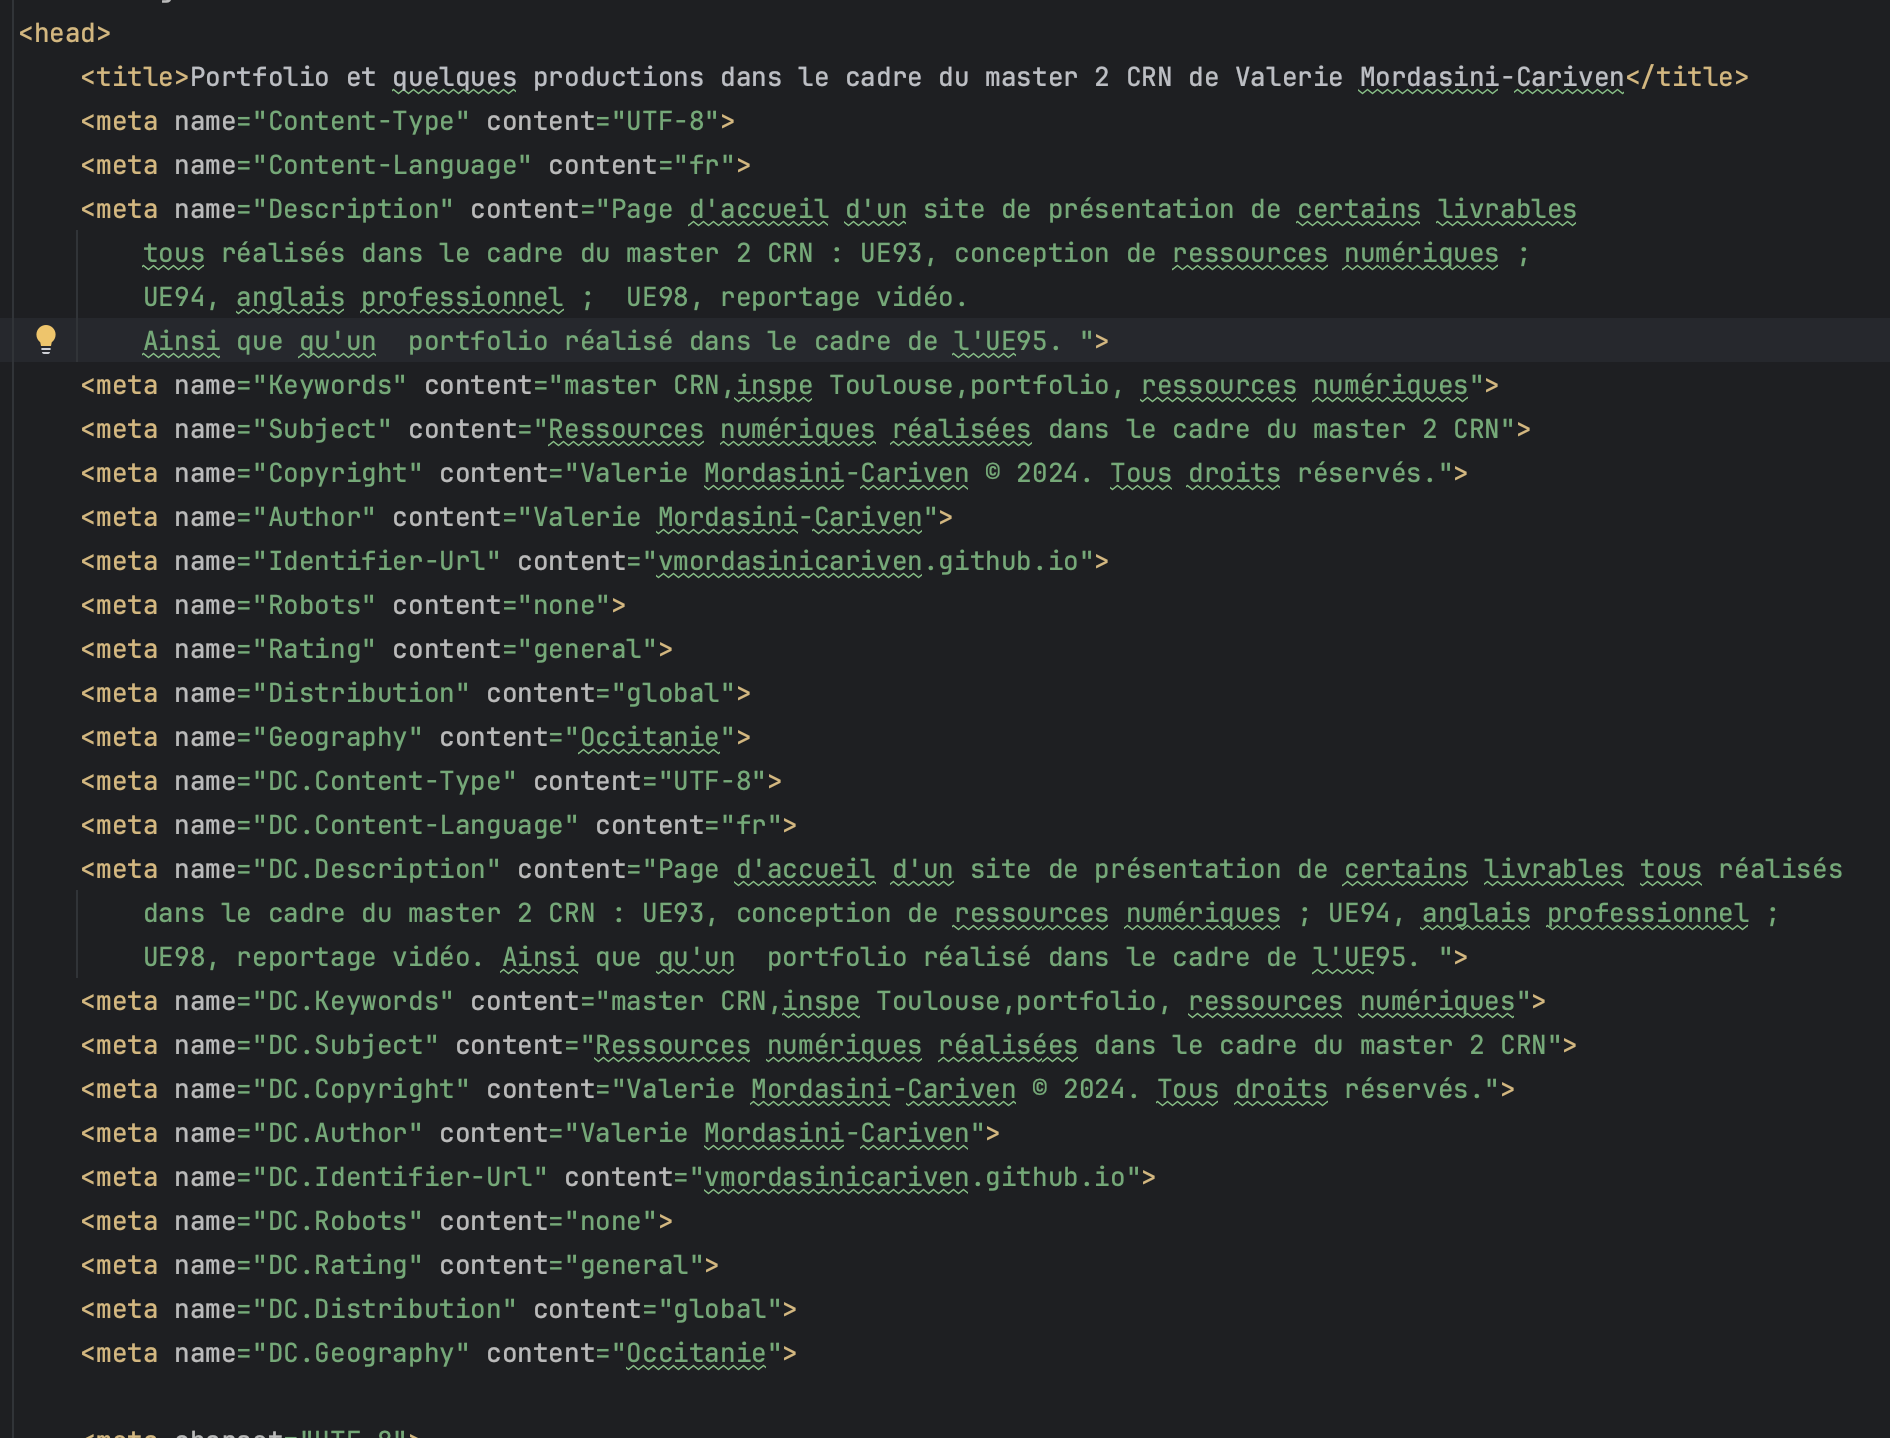 <head>
<title>Portfolio et quelques productions dans le cadre du master 2 CRN de Valerie Mordasini-Cariven</title>
<meta name="Content-Type" content="UTF-8">
<meta name="Content-Language" content="fr">
<meta name="Description" content="Page d'accueil d'un site de présentation de certains livrables
tous réalisés dans le cadre du master 2 CRN : UE93, conception de ressources numériques ;
UE94, anglais professionnel ;  UE98, reportage vidéo.
Ainsi que qu'un  portfolio réalisé dans le cadre de l'UE95. ">
<meta name="Keywords" content="master CRN,inspe Toulouse,portfolio, ressources numériques">
<meta name="Subject" content="Ressources numériques réalisées dans le cadre du master 2 CRN">
<meta name="Copyright" content="Valerie Mordasini-Cariven © 2024. Tous droits réservés.">
<meta name="Author" content="Valerie Mordasini-Cariven">
<meta name="Identifier-Url" content="vmordasinicariven.github.io">
<meta name="Robots" content="none">
<meta name="Rating" content="general">
<meta name="Distribution" content="global">
<meta name="Geography" content="Occitanie">
<meta name="DC.Content-Type" content="UTF-8">
<meta name="DC.Content-Language" content="fr">
<meta name="DC.Description" content="Page d'accueil d'un site de présentation de certains livrables tous réalisés
dans le cadre du master 2 CRN : UE93, conception de ressources numériques ; UE94, anglais professionnel ;
UE98, reportage vidéo. Ainsi que qu'un  portfolio réalisé dans le cadre de l'UE95. ">
<meta name="DC.Keywords" content="master CRN,inspe Toulouse,portfolio, ressources numériques">
<meta name="DC.Subject" content="Ressources numériques réalisées dans le cadre du master 2 CRN">
<meta name="DC.Copyright" content="Valerie Mordasini-Cariven © 2024. Tous droits réservés.">
<meta name="DC.Author" content="Valerie Mordasini-Cariven">
<meta name="DC.Identifier-Url" content="vmordasinicariven.github.io">
<meta name="DC.Robots" content="none">
<meta name="DC.Rating" content="general">
<meta name="DC.Distribution" content="global">
<meta name="DC.Geography" content="Occitanie">
<meta charset="UTF-8">